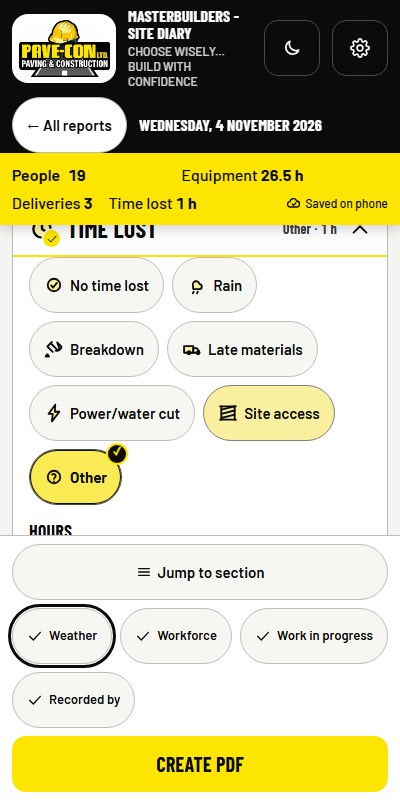 PAVE-CON LTD.
PAVING & CONSTRUCTION
MASTERBUILDERS -
SITE DIARY
CHOOSE WISELY...
BUILD WITH
CONFIDENCE
← All reports
WEDNESDAY, 4 NOVEMBER 2026
People 19
Equipment 26.5 h
Deliveries 3
Time lost 1 h
Saved on phone
TIME LOST
Other · 1 h
No time lost
Rain
Breakdown
Late materials
Power/water cut
Site access
Other
HOURS
Jump to section
Weather
Workforce
Work in progress
Recorded by
CREATE PDF